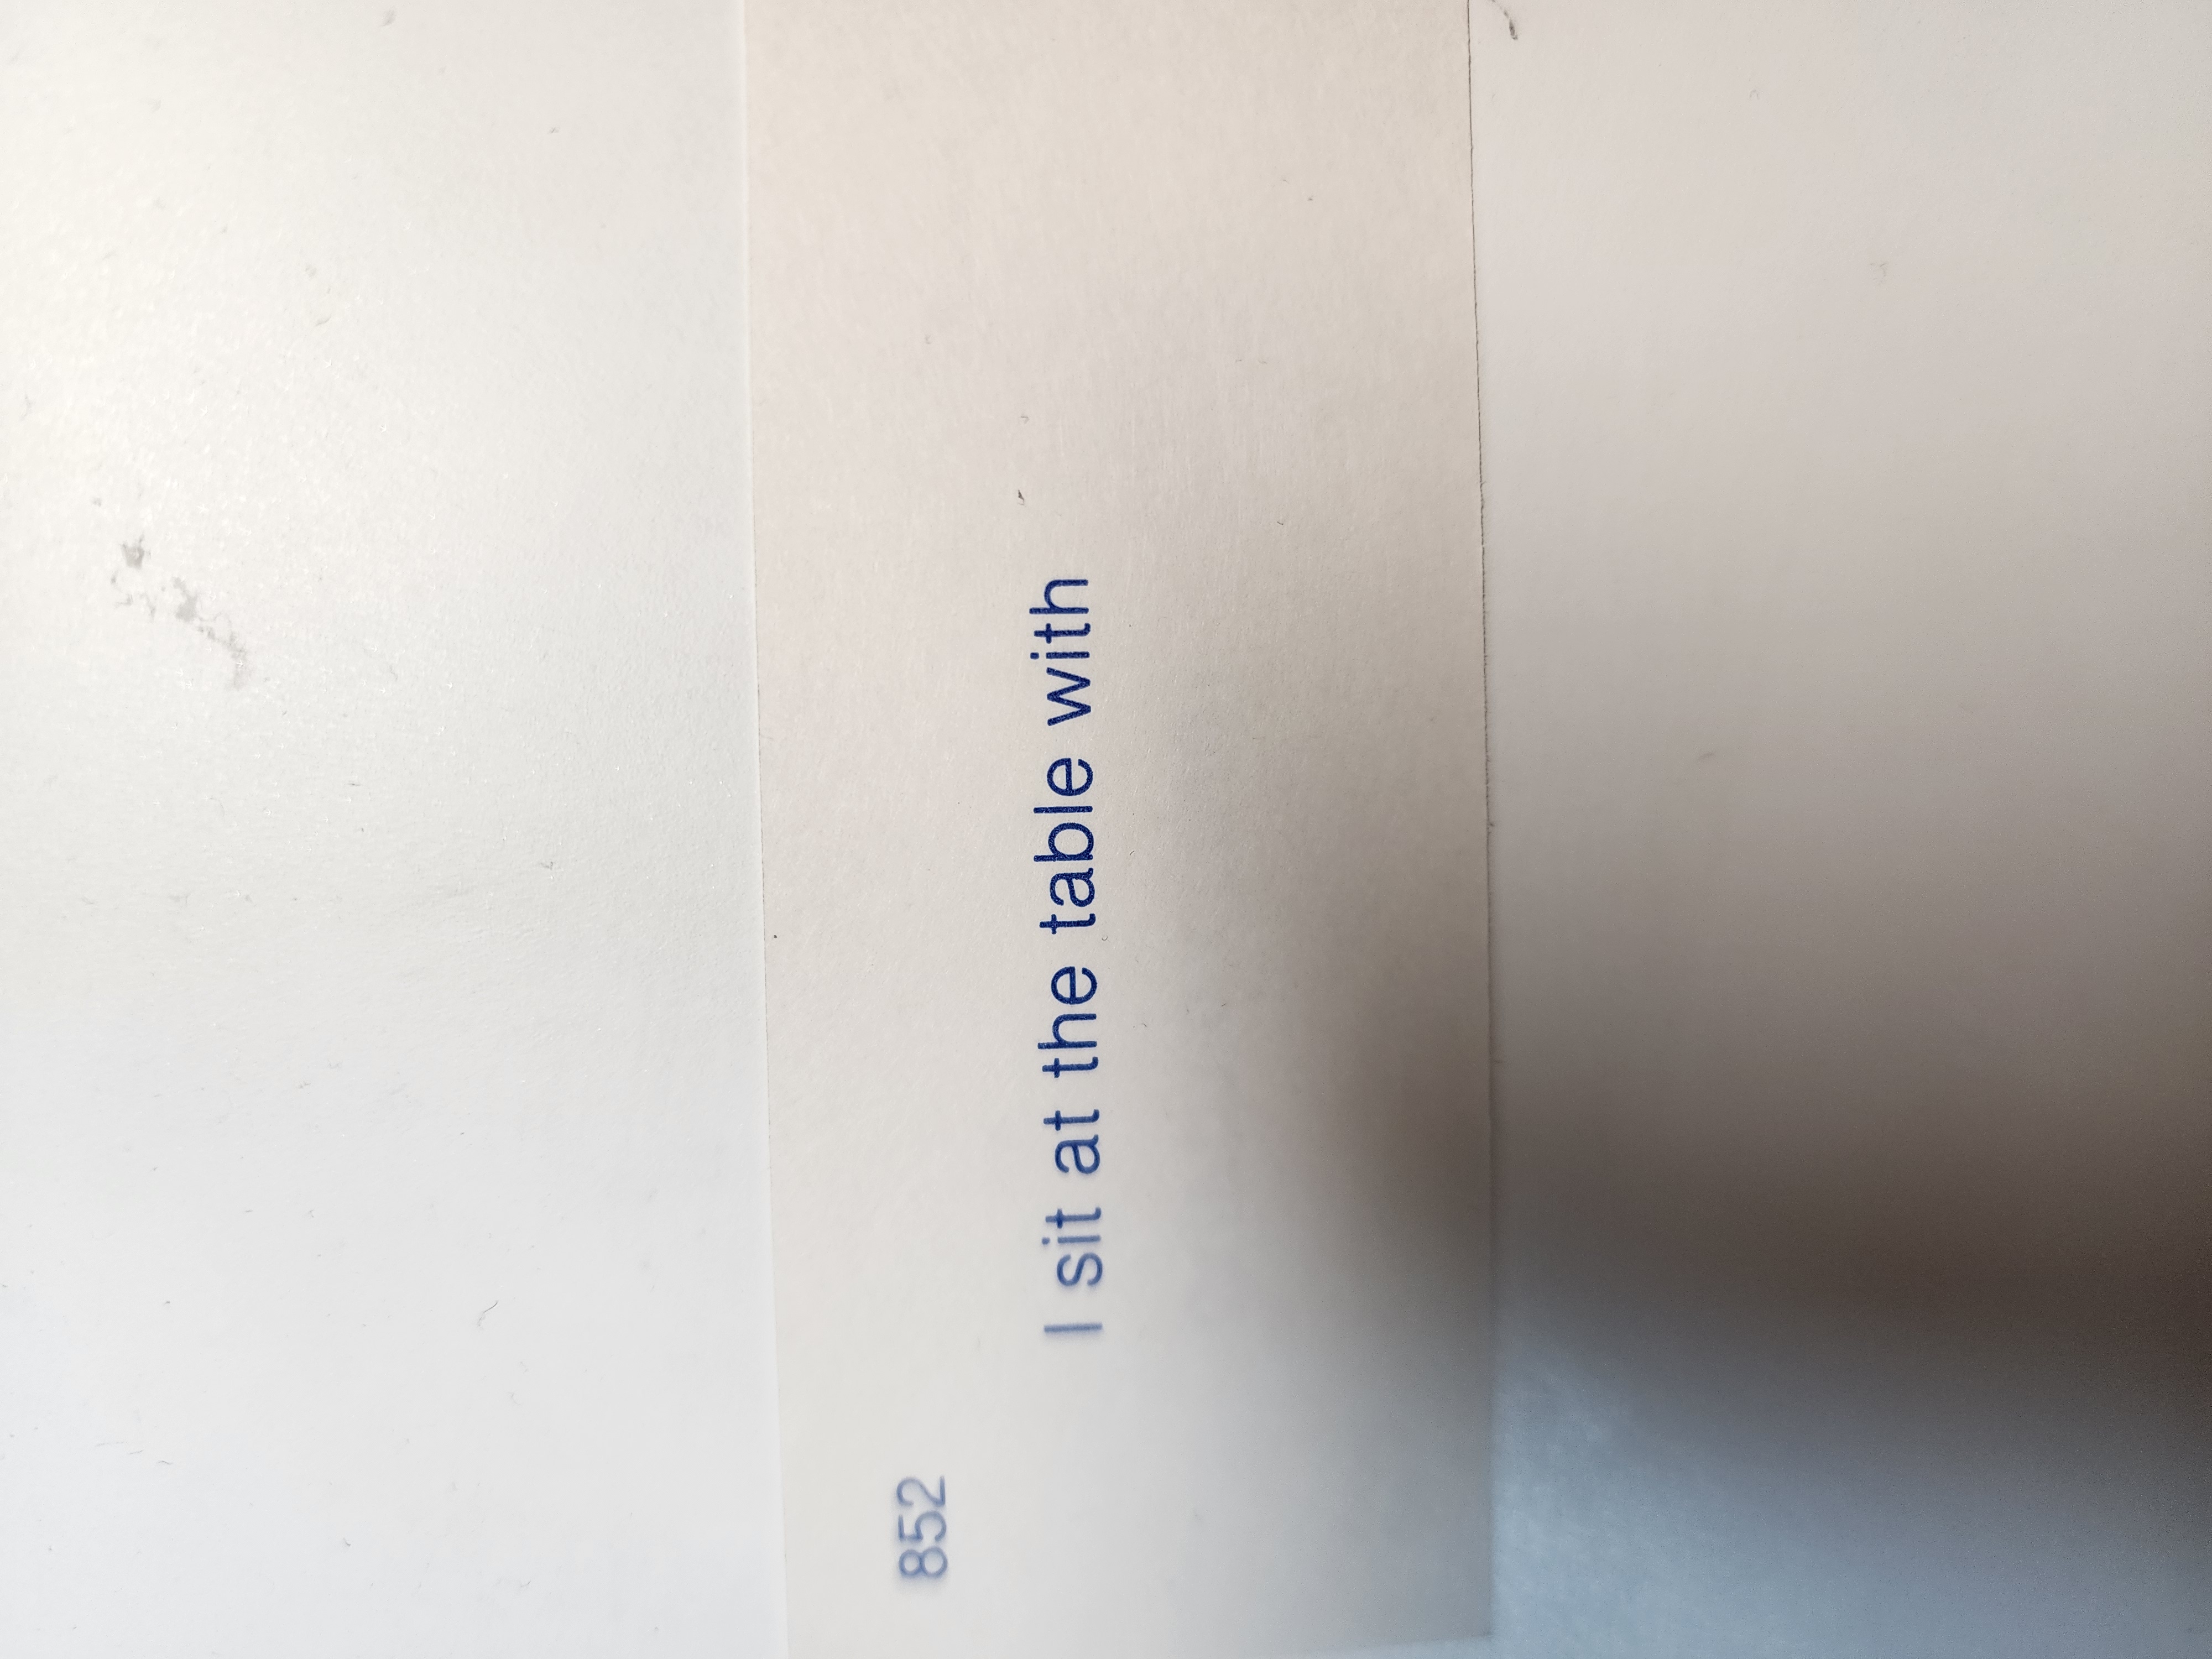 852
I sit at the table with